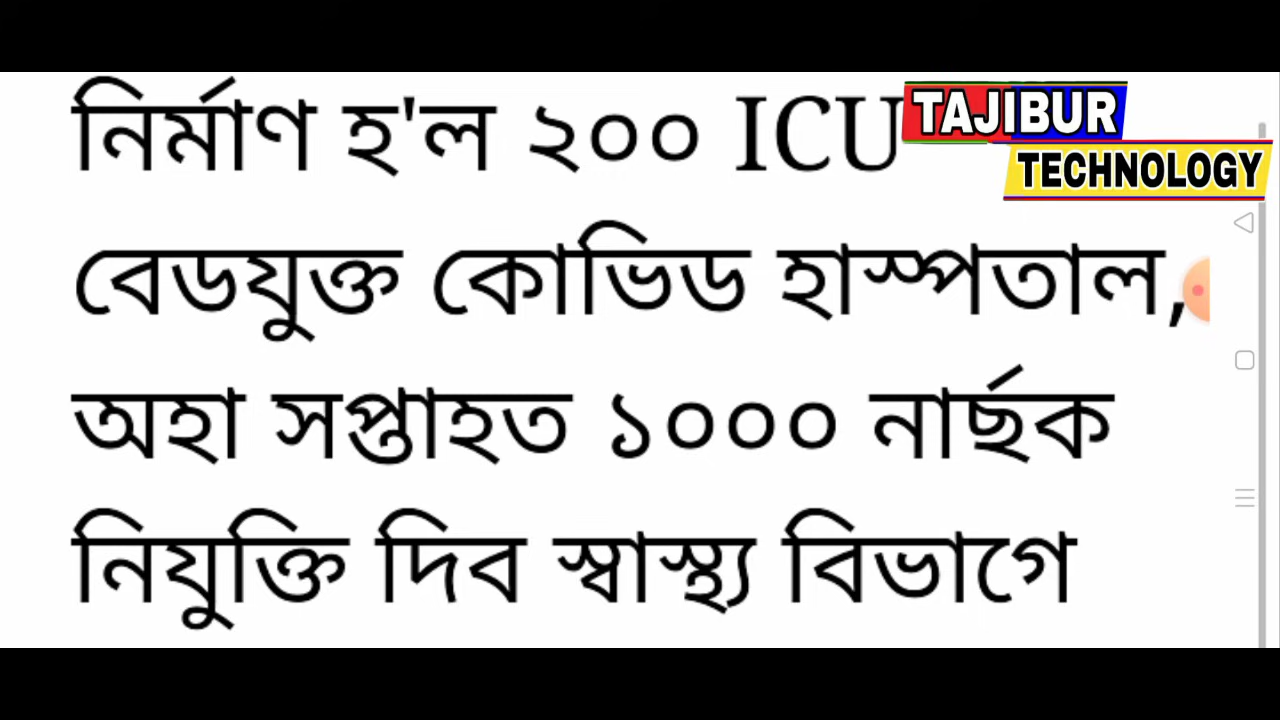 নিৰ্মাণ হ'ল ২০০ ICU
TAJIBUR
TECHNOLOGY
বেডযুক্ত কোভিড হাস্পতাল,
অহা সপ্তাহত ১০০০ নাৰ্ছক
নিযুক্তি দিব স্বাস্থ্য বিভাগে